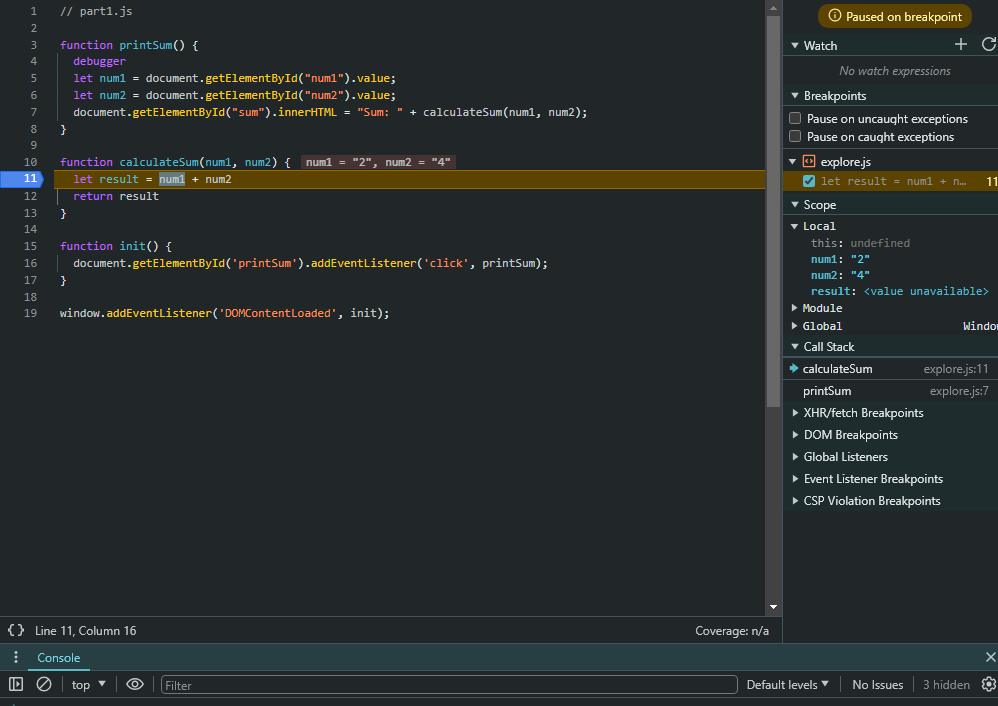 1 // part1.js
2
3 function printSum() {
4 debugger
5 let num1 = document.getElementById("num1").value;
6 let num2 = document.getElementById("num2").value;
7 document.getElementById("sum").innerHTML = "Sum: " + calculateSum(num1, num2);
8 }
9
10 function calculateSum(num1, num2) { num1 = "2", num2 = "4"
11 let result = num1 + num2
12 return result
13 }
14
15 function init() {
16 document.getElementById('printSum').addEventListener('click', printSum);
17 }
18
19 window.addEventListener('DOMContentLoaded', init);
{} Line 11, Column 16
Coverage: n/a
Paused on breakpoint
Watch
No watch expressions
Breakpoints
Pause on uncaught exceptions
Pause on caught exceptions
explore.js
let result = num1 + n… 11
Scope
Local
this: undefined
num1: "2"
num2: "4"
result: <value unavailable>
Module
Global Windo
Call Stack
calculateSum explore.js:11
printSum explore.js:7
XHR/fetch Breakpoints
DOM Breakpoints
Global Listeners
Event Listener Breakpoints
CSP Violation Breakpoints
Console
top
Filter
Default levels
No Issues
3 hidden